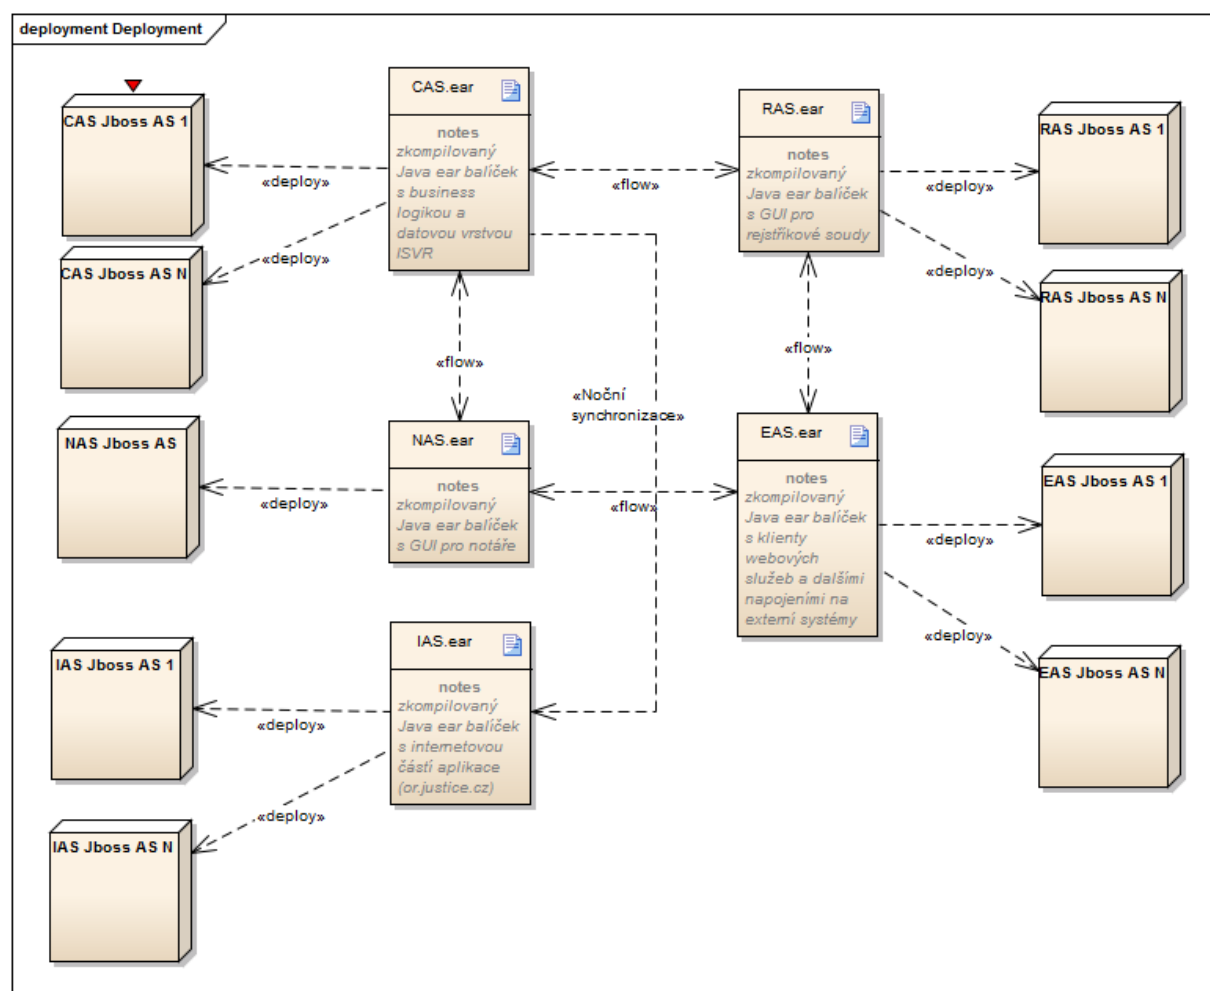 deployment Deployment
CAS Jboss AS 1
CAS Jboss AS N
NAS Jboss AS
IAS Jboss AS 1
IAS Jboss AS N
«deploy»
«deploy»
«deploy»
«deploy»
«deploy»
CAS.ear
notes
zkompilovaný
Java ear balíček
s business
logikou a
datovou vrstvou
ISVR
«flow»
NAS.ear
notes
zkompilovaný
Java ear balíček
s GUI pro notáře
IAS.ear
notes
zkompilovaný
Java ear balíček
s internetovou
částí aplikace
(or.justice.cz)
«flow»
«Noční
synchronizace»
«flow»
RAS.ear
notes
zkompilovaný
Java ear balíček
s GUI pro
rejstříkové soudy
«flow»
EAS.ear
notes
zkompilovaný
Java ear balíček
s klienty
webových
služeb a dalšími
napojeními na
externí systémy
«deploy»
«deploy»
«deploy»
«deploy»
RAS Jboss AS 1
RAS Jboss AS N
EAS Jboss AS 1
EAS Jboss AS N